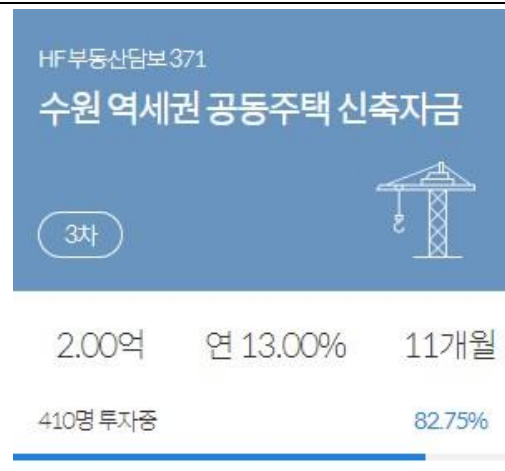 HF부동산담보 371
수원 역세권 공동주택 신축자금
3차
2.00억 연 13.00% 11개월
410명 투자중 82.75%